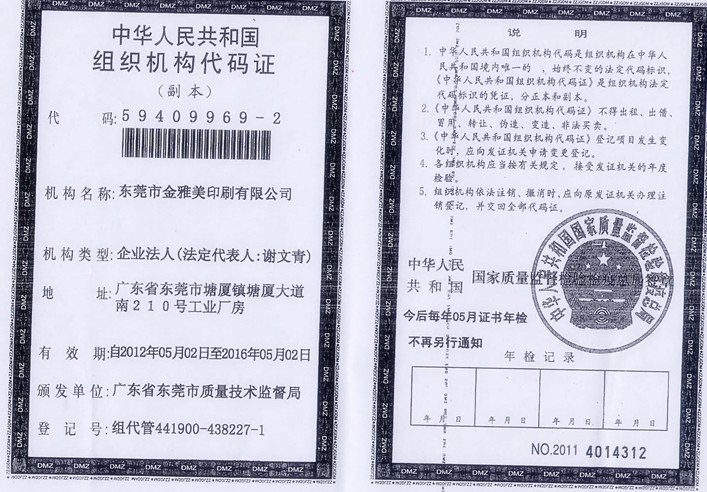 中华人民共和国
组织机构代码证
（副本）
代 码:59409969-2
机构名称:东莞市金雅美印刷有限公司
机构类型:企业法人(法定代表人:谢文青)
地 址:广东省东莞市塘厦镇塘厦大道
南２１０号工业厂房
有 效 期:自2012年05月02日至2016年05月02日
颁发单位:广东省东莞市质量技术监督局
登 记 号:组代管441900-438227-1
说 明
1. 中华人民共和国组织机构代码是组织机构在中华人
民共和国境内唯一的 , 始终不变的法定代码标识,
《中华人民共和国组织机构代码证》是组织机构法定
代码标识的凭证, 分正本和副本。
2.《中华人民共和国组织机构代码证》不得出租、出借、
冒用、转让、伪造、变造、非法买卖。
3.《中华人民共和国组织机构代码证》登记项目发生变
化时, 应向发证机关申请变更登记。
4. 各组织机构应当按有关规定 , 接受发证机关的年度
检验。
5. 组织机构依法注销、撤消时, 应向原发证机关办理注
销登记, 并交回全部代码证。
中华人民
共和国
国家质量监督检验检疫总局
今后每年05月证书年检
不再另行通知
年检记录
年 月 日
年 月 日
年 月 日
年 月 日
NO.2011 4014312